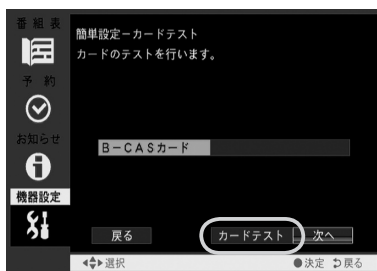 番組表
簡単設定－カードテスト
カードのテストを行います。
予約
お知らせ
B－CASカード
機器設定
戻る
カードテスト
次へ
選択
決定
戻る